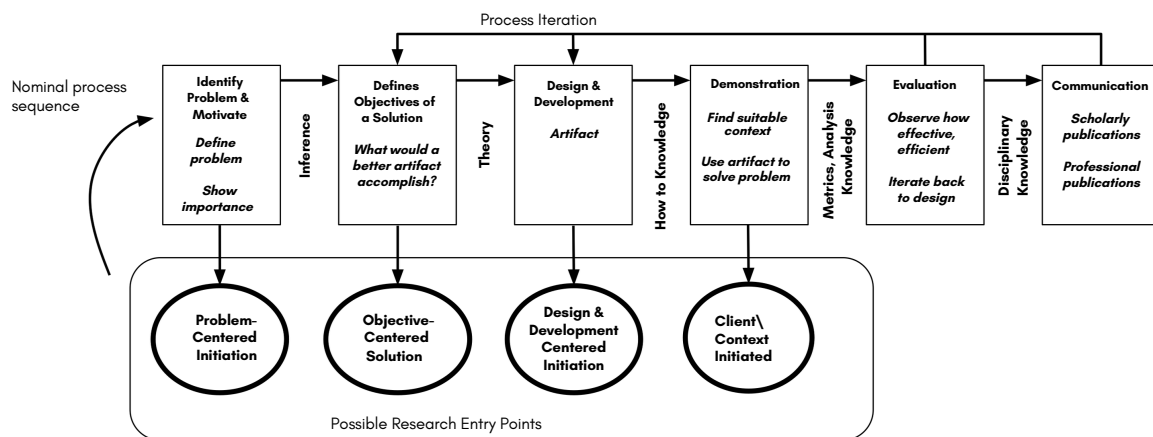 Process Iteration
Nominal process
sequence
Identify
Problem &
Motivate
Define
problem
Show
importance
Inference
Defines
Objectives of
a Solution
What would a
better artifact
accomplish?
Theory
Design &
Development
Artifact
How to Knowledge
Demonstration
Find suitable
context
Use artifact to
solve problem
Metrics, Analysis
Knowledge
Evaluation
Observe how
effective,
efficient
Iterate back
to design
Disciplinary
Knowledge
Communication
Scholarly
publications
Professional
publications
Problem-
Centered
Initiation
Objective-
Centered
Solution
Design &
Development
Centered
Initiation
Client\
Context
Initiated
Possible Research Entry Points